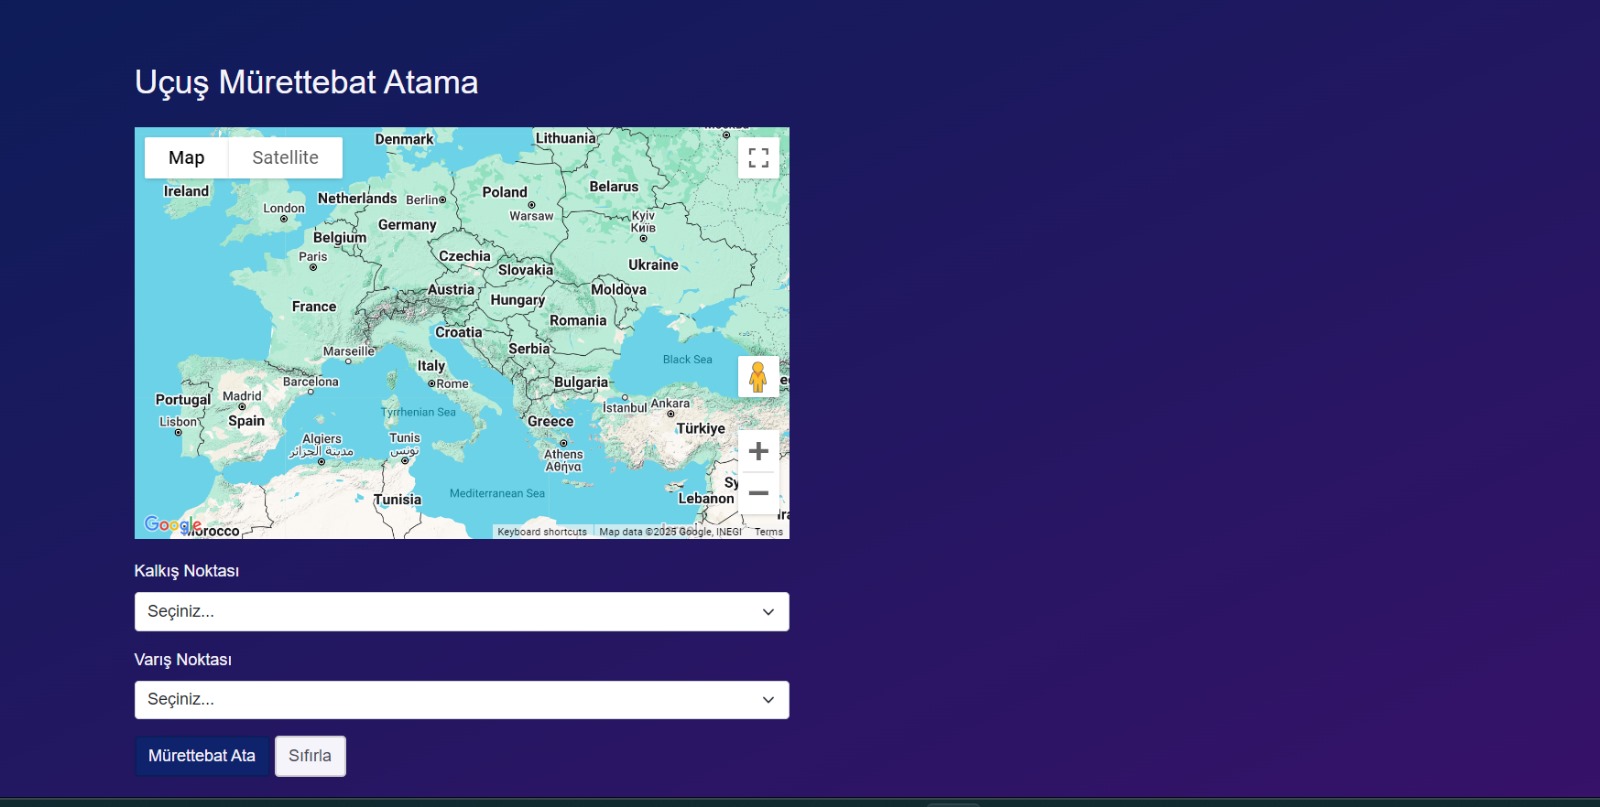 Uçuş Mürettebat Atama
Map
Satellite
Denmark
Lithuania
Ireland
London
Netherlands
Berlin
Poland
Warsaw
Belarus
Belgium
Germany
Kyiv
Київ
Paris
Czechia
Slovakia
Ukraine
France
Austria
Hungary
Moldova
Croatia
Romania
Marseille
Italy
Serbia
Black Sea
Barcelona
Rome
Bulgaria
Portugal
Madrid
Spain
Lisbon
Tyrrhenian Sea
Greece
İstanbul
Ankara
Türkiye
Algiers
مدينة الجزائر
Tunis
تونس
Athens
Αθήνα
Tunisia
Mediterranean Sea
Lebanon
Google
Morocco
Keyboard shortcuts
Map data ©2025 Google, INEGI
Terms
Kalkış Noktası
Seçiniz...
Varış Noktası
Seçiniz...
Mürettebat Ata
Sıfırla